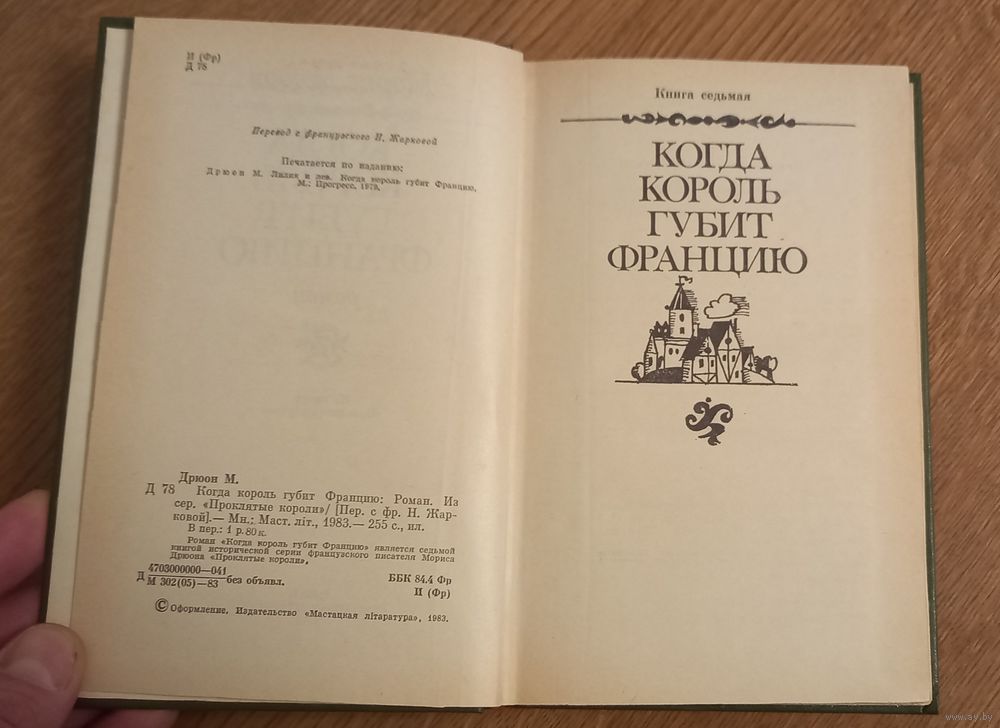 И (Фр)
Д 78
Перевод с французского Н. Жарковой
Печатается по изданию:
Дрюон М. Лилия и лев. Когда король губит Францию.
М.: Прогресс, 1979.
Дрюон М.
Д 78 Когда король губит Францию: Роман. Из
сер. «Проклятые короли»/ [Пер. с фр. Н. Жар-
ковой].— Мн.: Маст. літ., 1983.— 255 с., ил.
В пер.: 1 р. 80 к.
Роман «Когда король губит Францию» является седьмой
книгой исторической серии французского писателя Мориса
Дрюона «Проклятые короли».
Д 4703000000—041
М 302(05)—83 без объявл.
ББК 84.4 Фр
И (Фр)
© Оформление, Издательство «Мастацкая літаратура», 1983.
Книга седьмая
КОГДА
КОРОЛЬ
ГУБИТ
ФРАНЦИЮ
www.ay.by